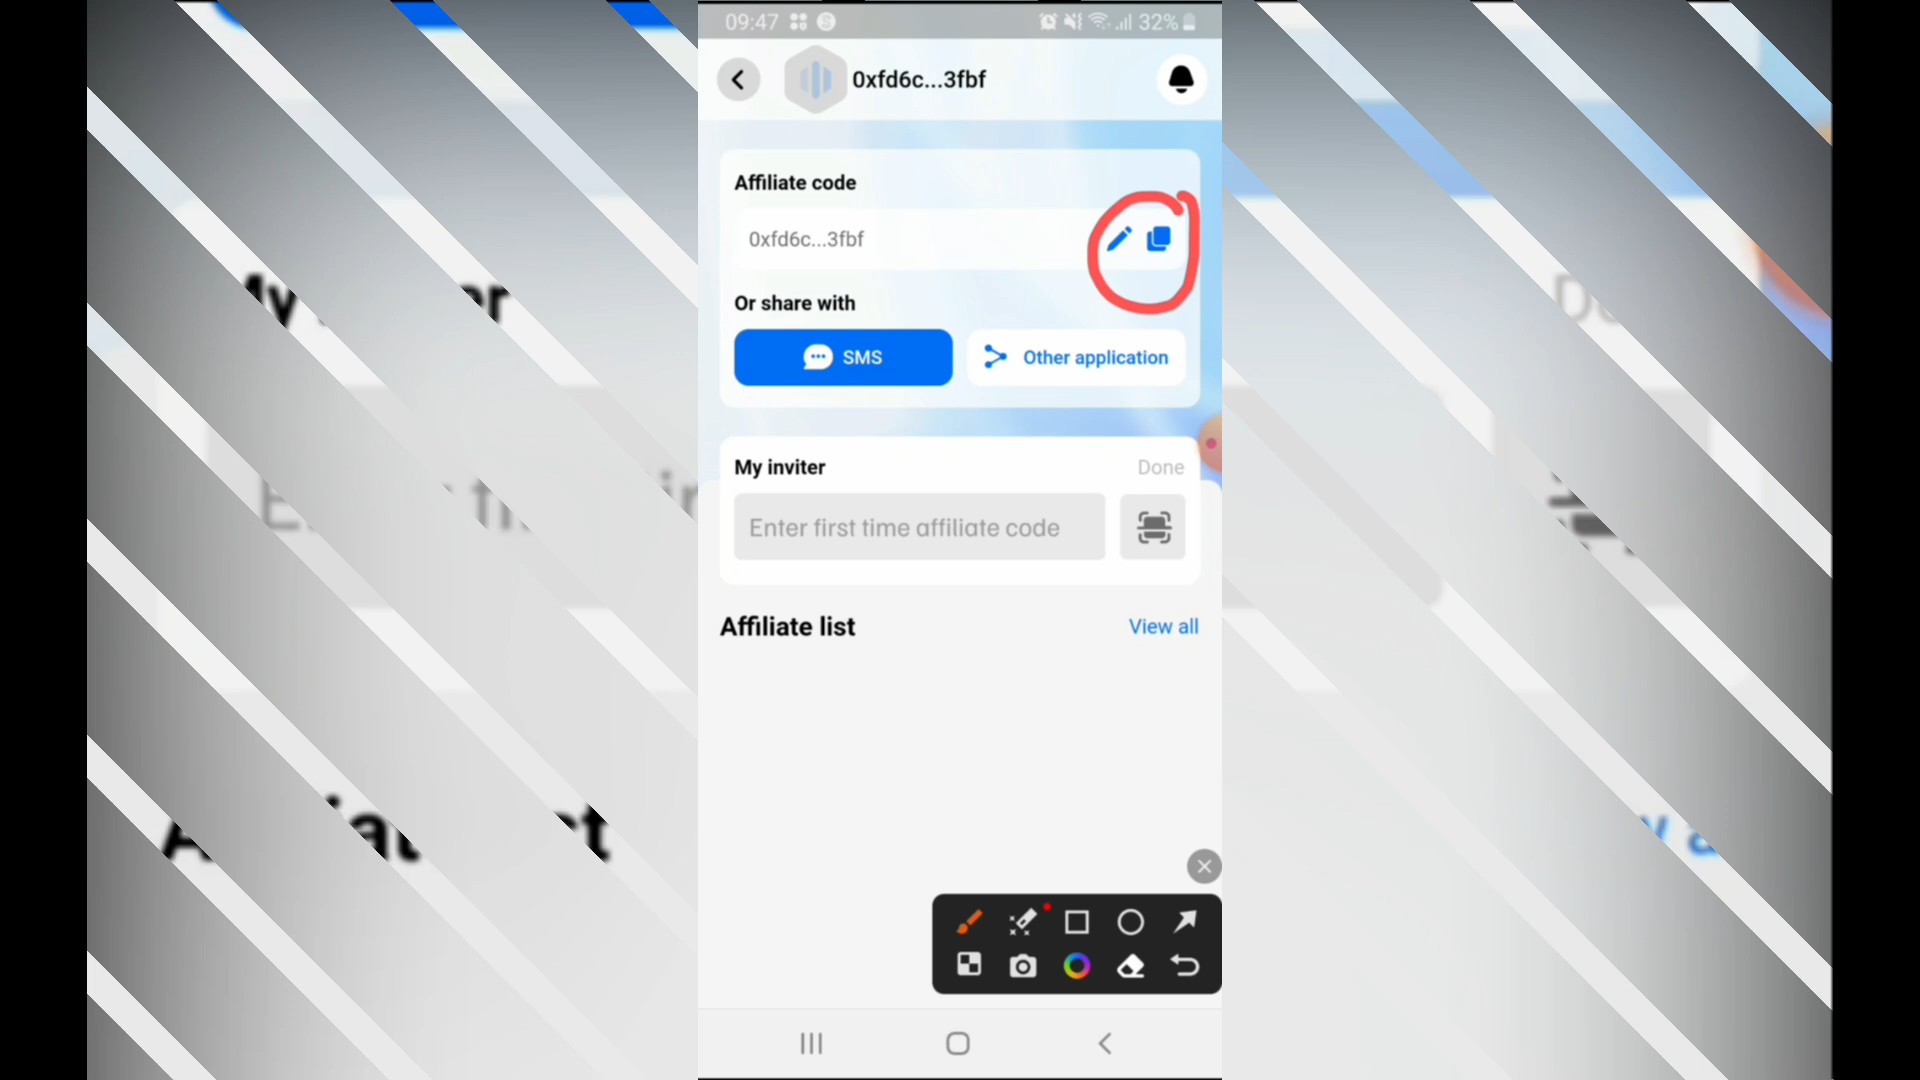 09:47
32%
0xfd6c...3fbf
Affiliate code
0xfd6c...3fbf
Or share with
SMS
Other application
My inviter
Done
Enter first time affiliate code
Affiliate list
View all